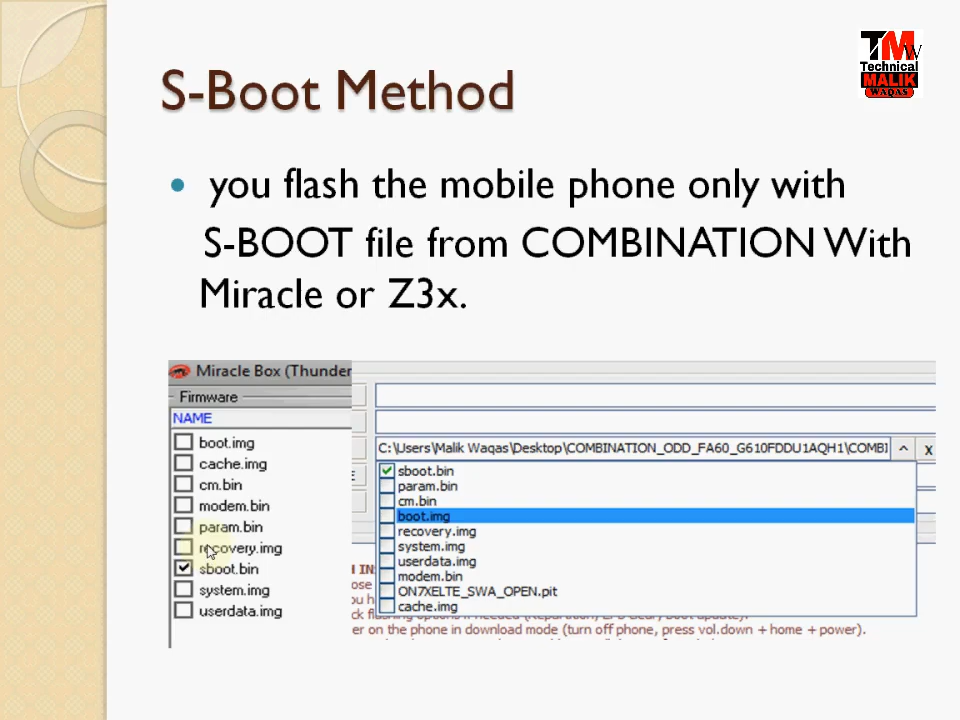 TMW
Technical
MALIK
WAQAS
S-Boot Method
• you flash the mobile phone only with
S-BOOT file from COMBINATION With
Miracle or Z3x.
Miracle Box (Thunder
Firmware
NAME
boot.img
cache.img
cm.bin
modem.bin
param.bin
recovery.img
sboot.bin
system.img
userdata.img
C:\Users\Malik Waqas\Desktop\COMBINATION_ODD_FA60_G610FDDU1AQH1\COMBI
^ X
sboot.bin
param.bin
cm.bin
boot.img
recovery.img
system.img
userdata.img
modem.bin
ON7XELTE_SWA_OPEN.pit
cache.img
er on the phone in download mode (turn off phone, press vol.down + home + power).